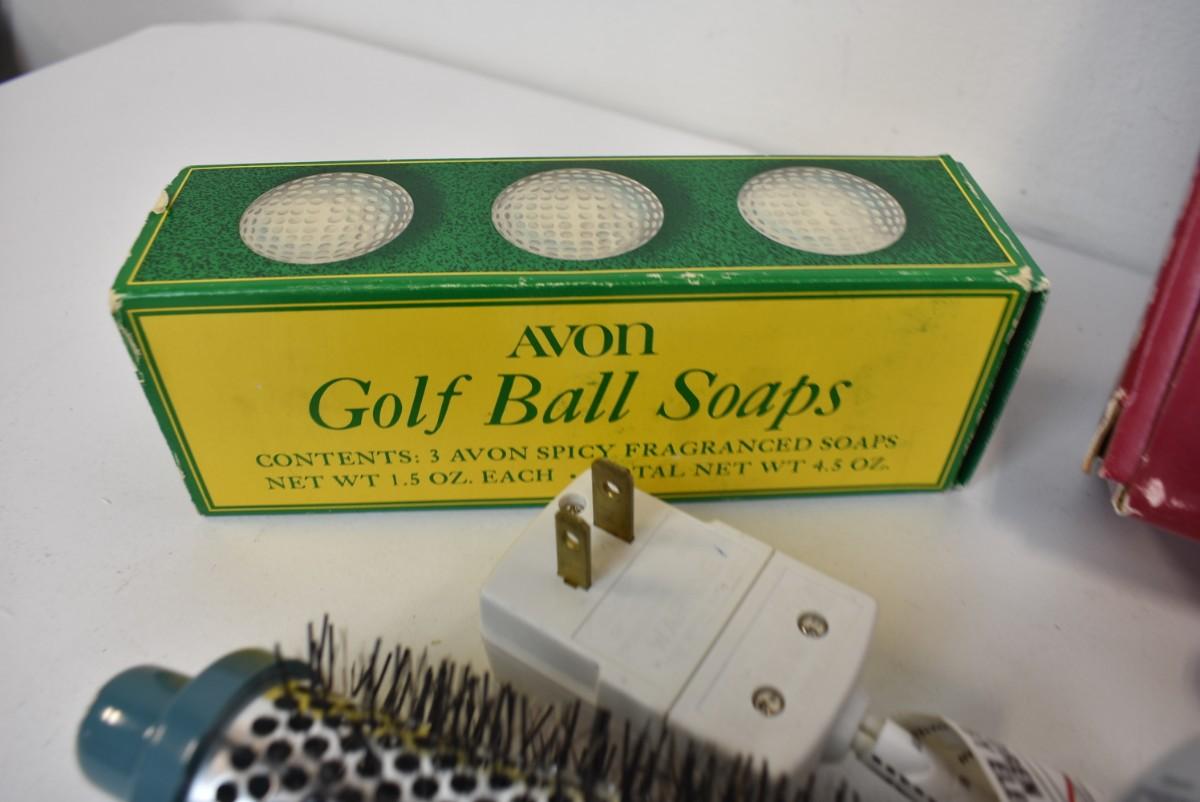 AVON
Golf Ball Soaps
CONTENTS: 3 AVON SPICY FRAGRANCED SOAPS
NET WT 1.5 OZ. EACH • TAL NET WT 4.5 OZ.